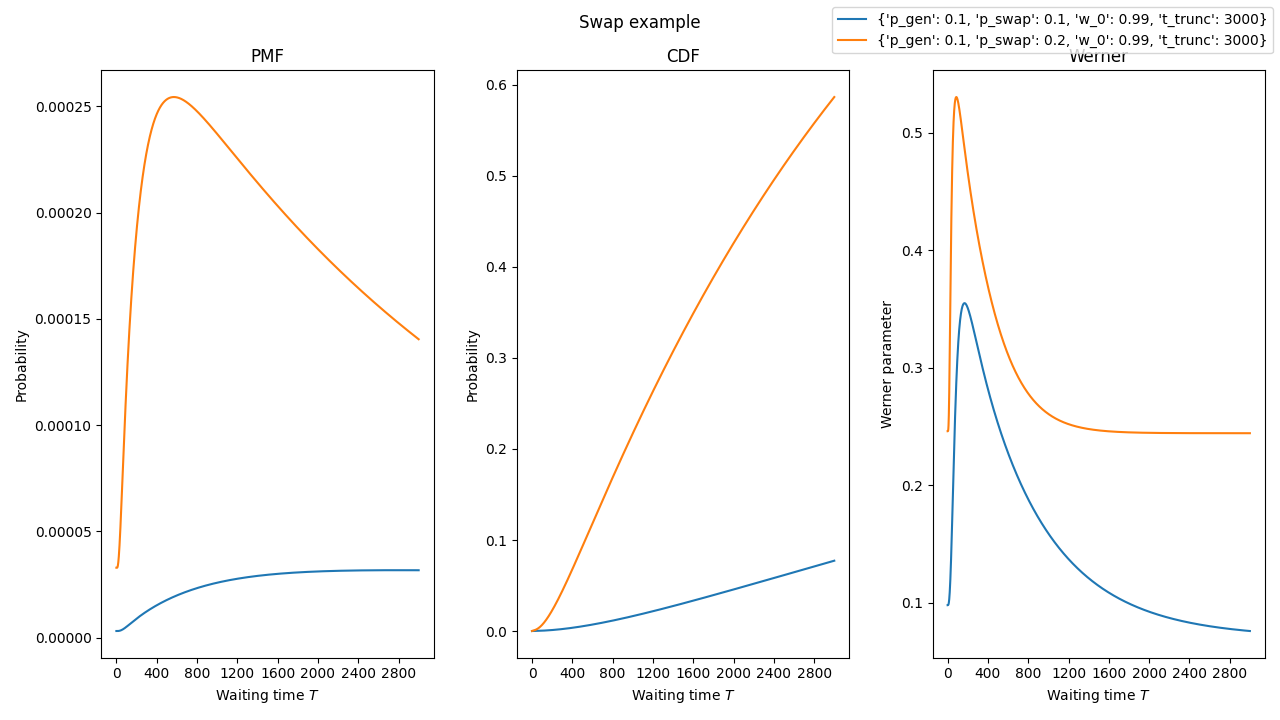 Swap example
{'p_gen': 0.1, 'p_swap': 0.1, 'w_0': 0.99, 't_trunc': 3000}
{'p_gen': 0.1, 'p_swap': 0.2, 'w_0': 0.99, 't_trunc': 3000}
PMF
Probability
0.00025
0.00020
0.00015
0.00010
0.00005
0.00000
0 400 800 1200 1600 2000 2400 2800
Waiting time T
CDF
Probability
0.6
0.5
0.4
0.3
0.2
0.1
0.0
0 400 800 1200 1600 2000 2400 2800
Waiting time T
Werner
Werner parameter
0.5
0.4
0.3
0.2
0.1
0 400 800 1200 1600 2000 2400 2800
Waiting time T